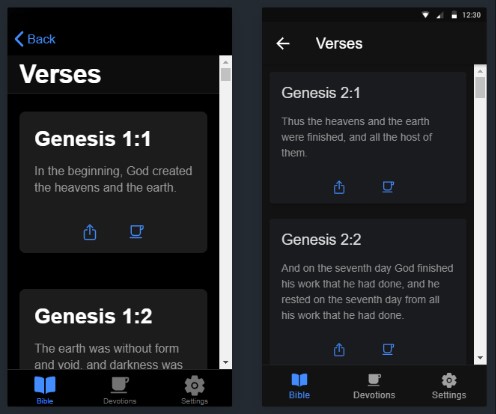 Back
Verses
Genesis 1:1
In the beginning, God created
the heavens and the earth.
Genesis 1:2
The earth was without form
and void, and darkness was
Bible
Devotions
Settings
12:30
Verses
Genesis 2:1
Thus the heavens and the earth
were finished, and all the host of
them.
Genesis 2:2
And on the seventh day God finished
his work that he had done, and he
rested on the seventh day from all
his work that he had done.
Bible
Devotions
Settings